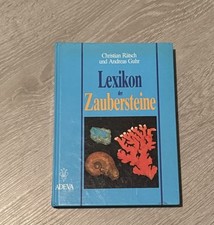 Christian Rätsch
und Andreas Guhr
Lexikon
der
Zaubersteine
ADEVA